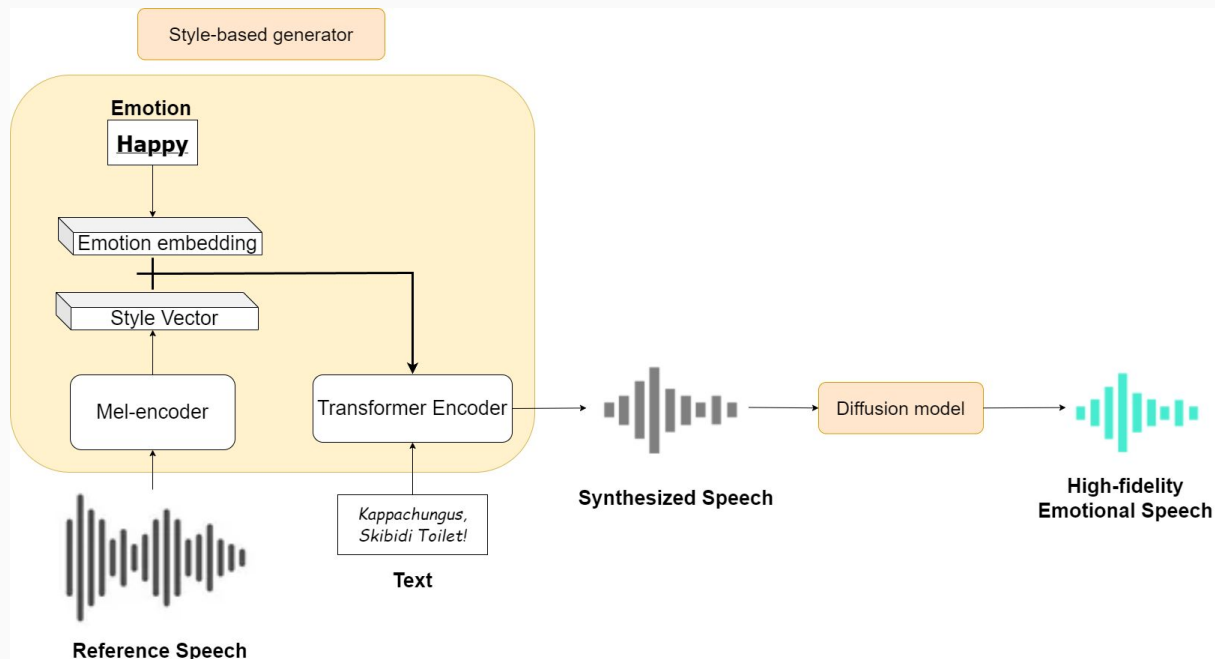 Style-based generator
Emotion
Happy
Emotion embedding
Style Vector
Mel-encoder
Transformer Encoder
Diffusion model
Kappachungus,
Skibidi Toilet!
Text
Reference Speech
Synthesized Speech
High-fidelity
Emotional Speech